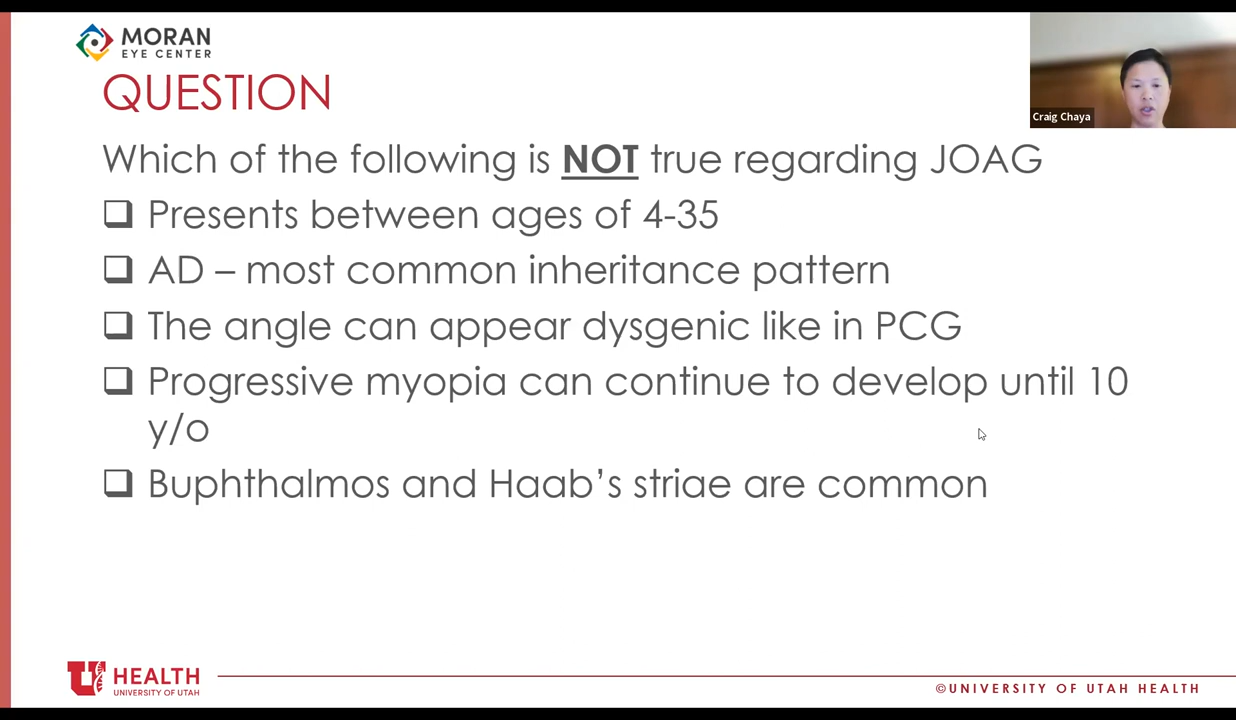 MORAN
EYE CENTER
QUESTION
Craig Chaya
Which of the following is NOT true regarding JOAG
Presents between ages of 4-35
AD – most common inheritance pattern
The angle can appear dysgenic like in PCG
Progressive myopia can continue to develop until 10
y/o
Buphthalmos and Haab’s striae are common
U HEALTH
UNIVERSITY OF UTAH
©UNIVERSITY OF UTAH HEALTH